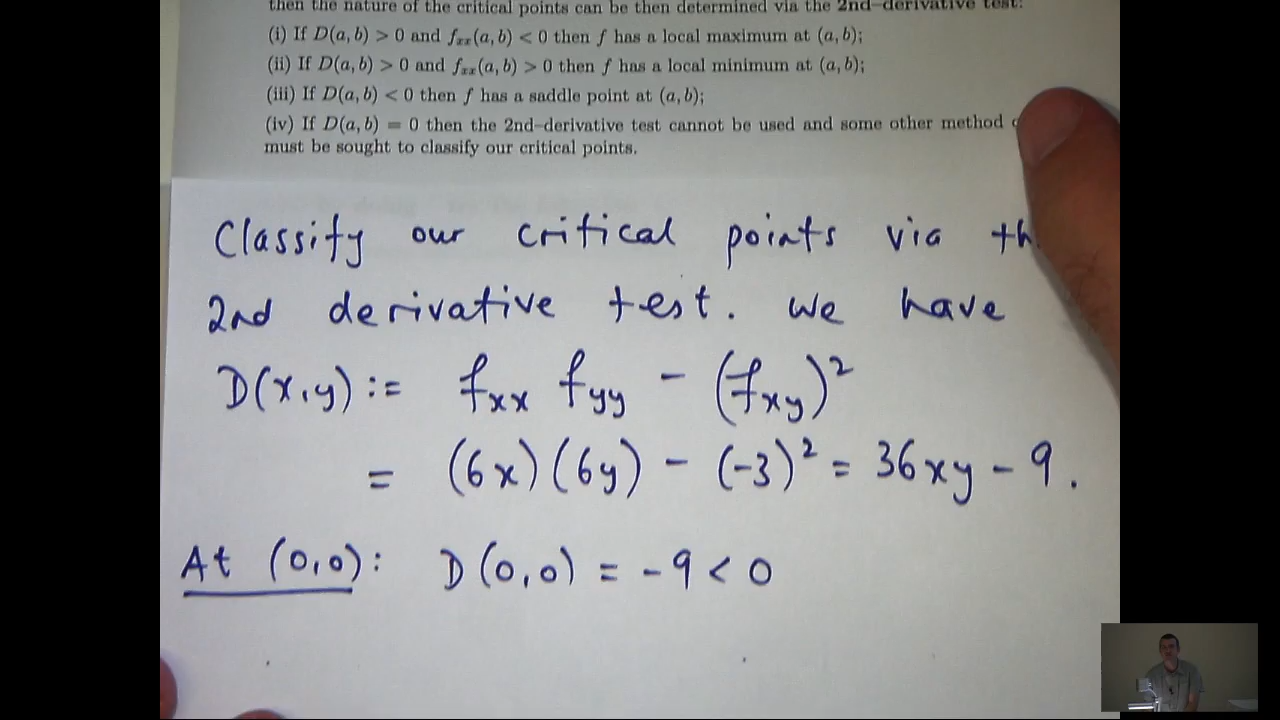 then the nature of the critical points can be then determined via the 2nd–derivative test:
(i) If D(a, b) > 0 and fₓₓ(a, b) < 0 then f has a local maximum at (a, b);
(ii) If D(a, b) > 0 and fₓₓ(a, b) > 0 then f has a local minimum at (a, b);
(iii) If D(a, b) < 0 then f has a saddle point at (a, b);
(iv) If D(a, b) = 0 then the 2nd–derivative test cannot be used and some other method
must be sought to classify our critical points.
Classify our critical points via
2nd derivative test. We have
D(x,y) := f_xx f_yy - (f_xy)²
= (6x)(6y) - (-3)² = 36xy - 9.
At (0,0): D(0,0) = -9 < 0